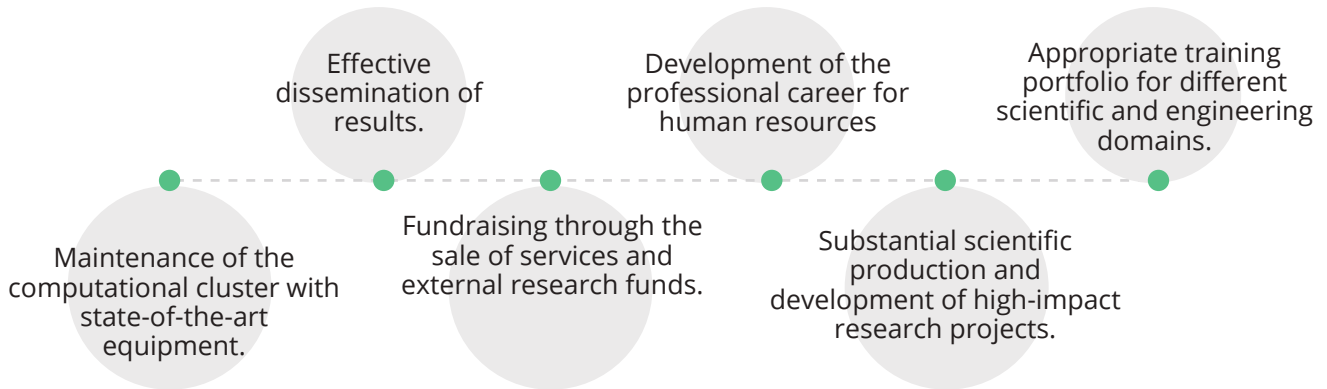 Effective
dissemination of
results.
Development of the
professional career for
human resources
Appropriate training
portfolio for different
scientific and engineering
domains.
Maintenance of the
computational cluster with
state-of-the-art
equipment.
Fundraising through the
sale of services and
external research funds.
Substantial scientific
production and
development of high-impact
research projects.